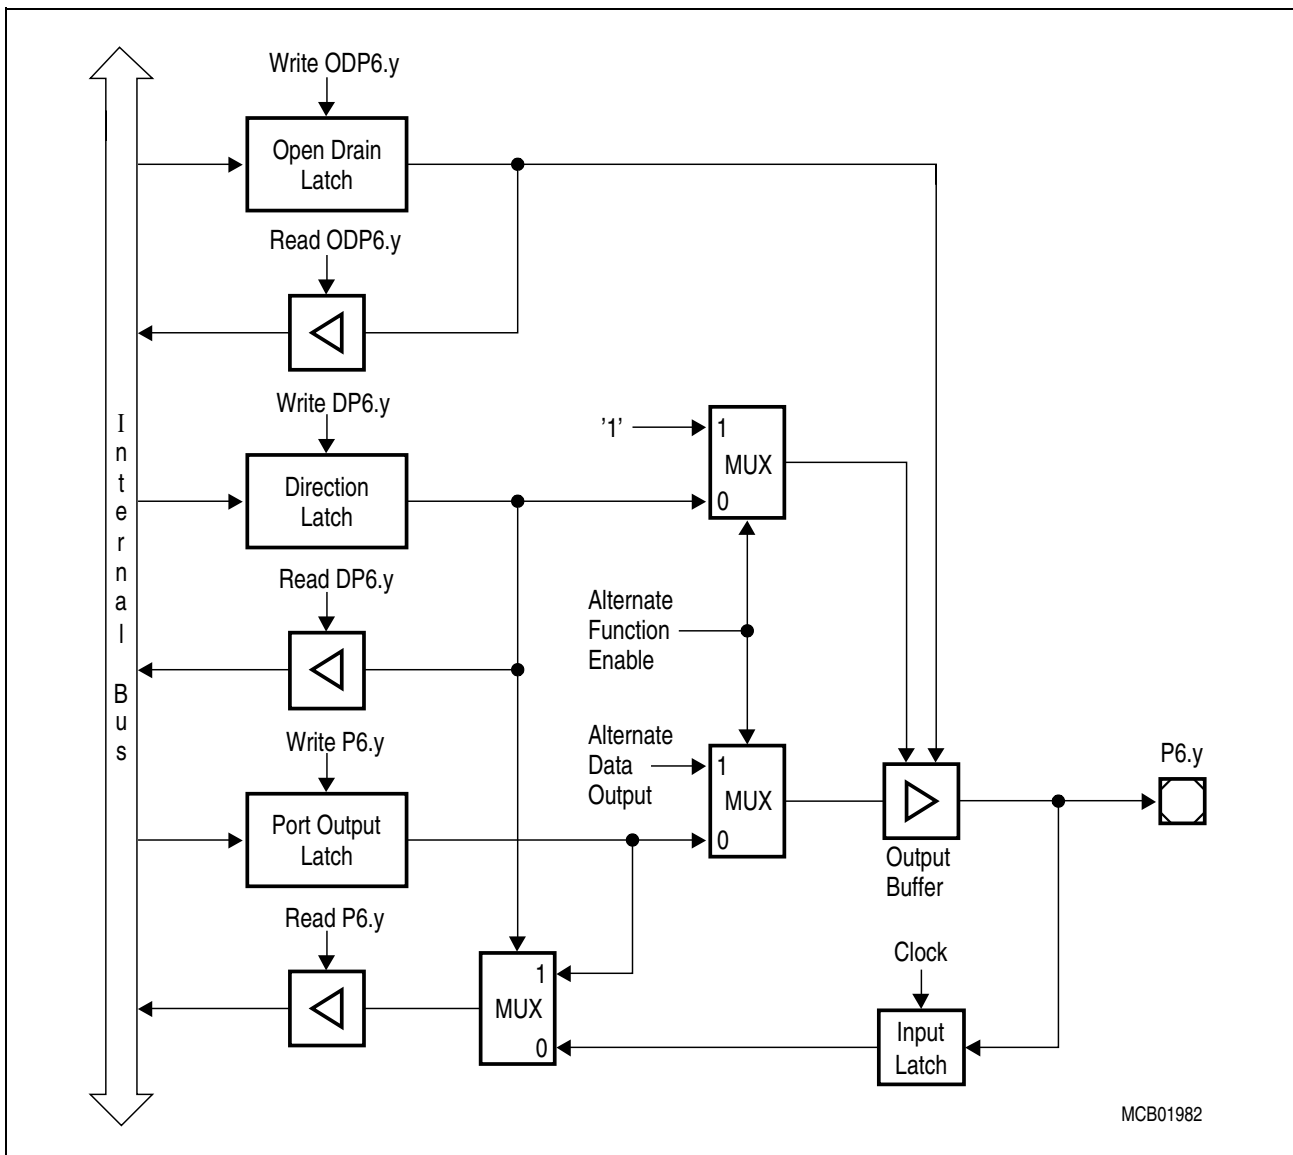 Write ODP6.y
Open Drain
Latch
Read ODP6.y
Internal Bus
Write DP6.y
'1'
1
MUX
0
Direction
Latch
Read DP6.y
Alternate
Function
Enable
Write P6.y
Alternate
Data
Output
1
MUX
0
P6.y
Port Output
Latch
Output
Buffer
Read P6.y
1
MUX
0
Clock
Input
Latch
MCB01982